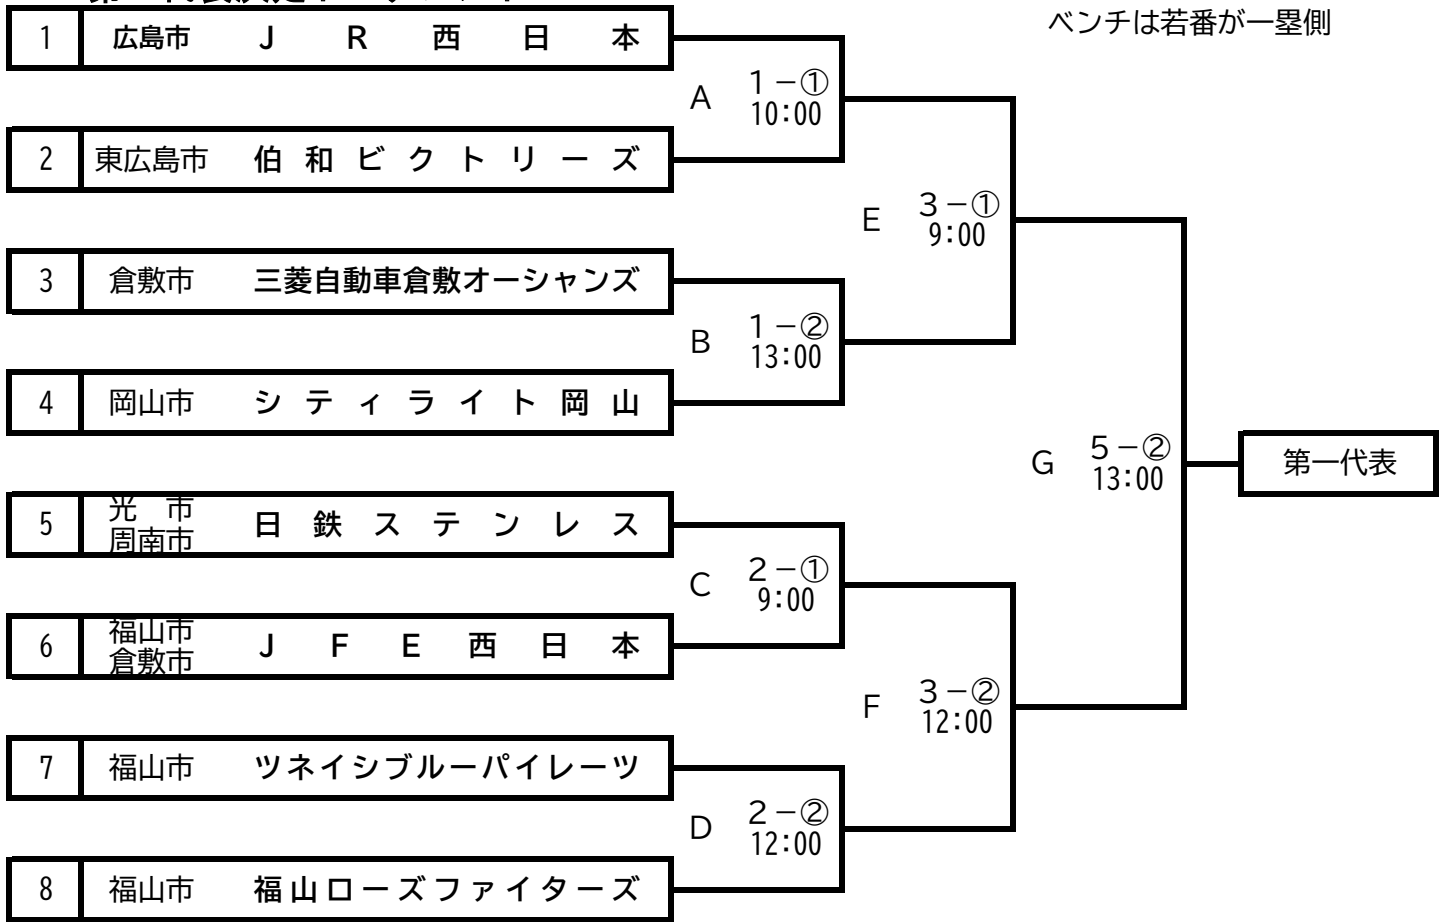 ベンチは若番が一塁側
1 広島市 JR西日本
A 1-①
10:00
2 東広島市 伯和ビクトリーズ
E 3-①
9:00
3 倉敷市 三菱自動車倉敷オーシャンズ
B 1-②
13:00
4 岡山市 シティライト岡山
G 5-②
13:00
第一代表
5 光市
周南市 日鉄ステンレス
C 2-①
9:00
6 福山市
倉敷市 JFE西日本
F 3-②
12:00
7 福山市 ツネイシブルーパイレーツ
D 2-②
12:00
8 福山市 福山ローズファイターズ